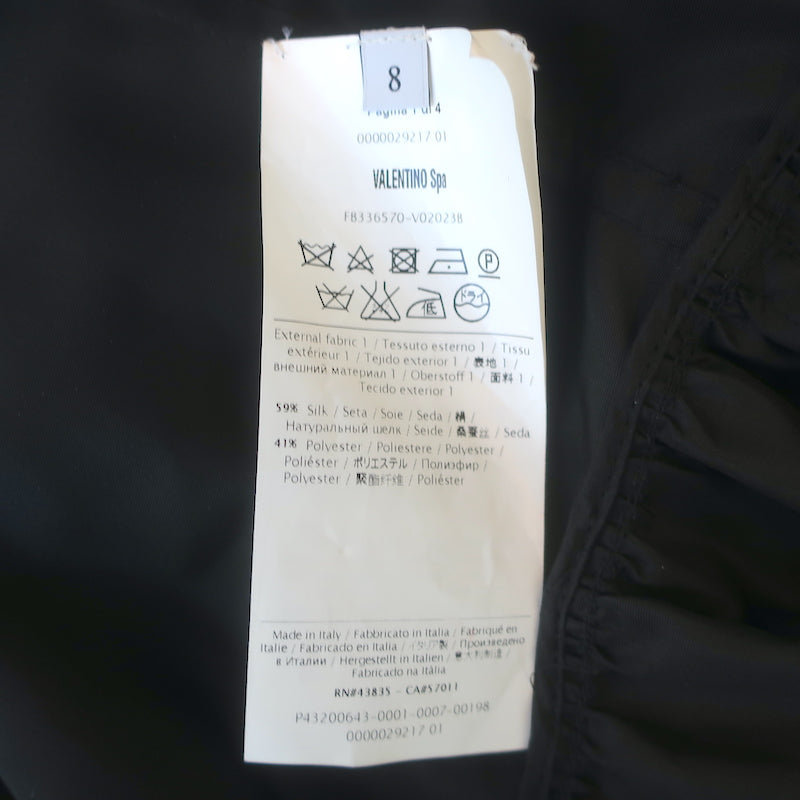 8
Pagina 1 di 4
0000029217 01
VALENTINO Spa
FB336570-V02023B
P
低 ドライ
External fabric 1 / Tessuto esterno 1 / Tissu
extérieur 1 / Tejido exterior 1 / 表地 1 /
внешний материал 1 / Oberstoff 1 / 面料 1 /
Tecido exterior 1
59% Silk / Seta / Soie / Seda / 絹 /
Натуральный шелк / Seide / 桑蚕丝 / Seda
41% Polyester / Poliestere / Polyester /
Poliéster / ポリエステル / Полиэфир /
Polyester / 聚酯纤维 / Poliéster
Made in Italy / Fabbricato in Italia / Fabriqué en
Italie / Fabricado en Italia / イタリア製 / Произведено
в Италии / Hergestellt in Italien / 意大利制造 /
Fabricado na Itália
RN#43835 - CA#57011
P43200643-0001-0007-00198
0000029217 01